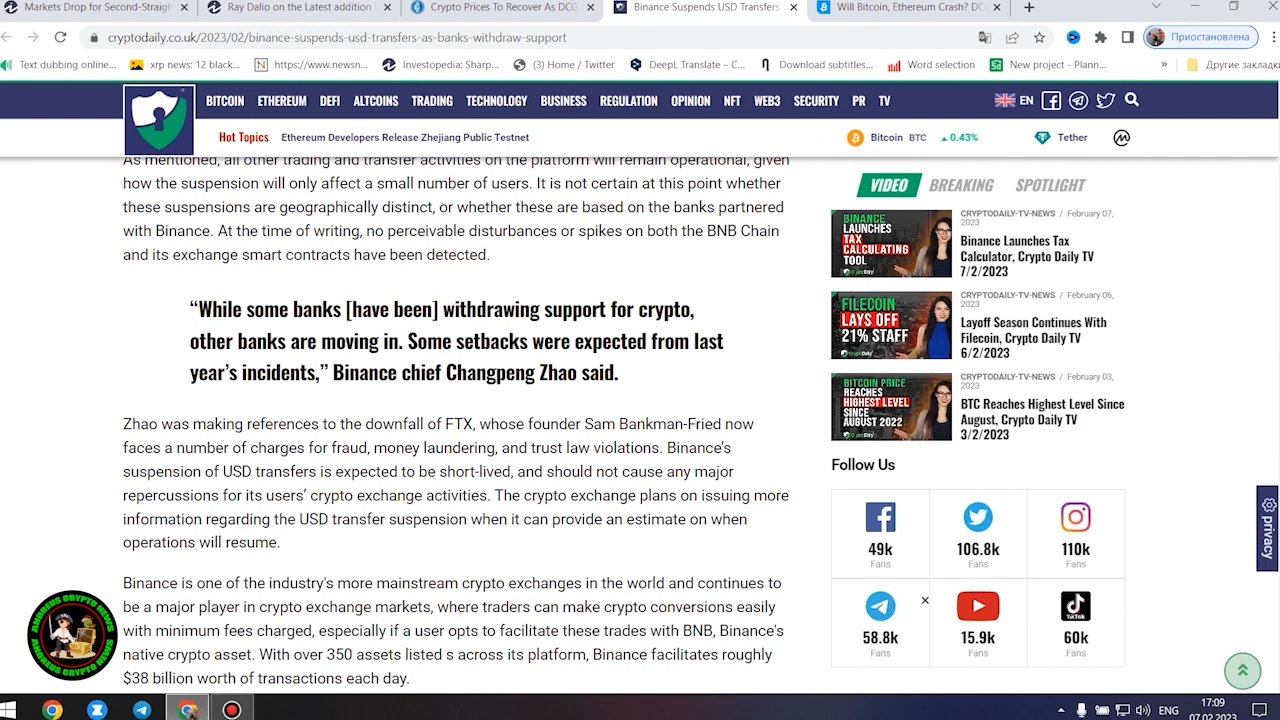 Markets Drop for Second-Straigh
Ray Dalio on the Latest addition
Crypto Prices To Recover As DCG
Binance Suspends USD Transfers
Will Bitcoin, Ethereum Crash? DC
cryptodaily.co.uk/2023/02/binance-suspends-usd-transfers-as-banks-withdraw-support
Приостановлена
Text dubbing online...
xrp news: 12 black...
https://www.newsn...
Investopedia: Sharp...
(3) Home / Twitter
DeepL Translate – C...
Download subtitles...
Word selection
New project - Plann...
»
Другие закладки
BITCOIN ETHEREUM DEFI ALTCOINS TRADING TECHNOLOGY BUSINESS REGULATION OPINION NFT WEB3 SECURITY PR TV
EN
Hot Topics
Ethereum Developers Release Zhejiang Public Testnet
Bitcoin BTC 0.43%
Tether
As mentioned, all other trading and transfer activities on the platform will remain operational, given
how the suspension will only affect a small number of users. It is not certain at this point whether
these suspensions are geographically distinct, or whether these are based on the banks partnered
with Binance. At the time of writing, no perceivable disturbances or spikes on both the BNB Chain
and its exchange smart contracts have been detected.
“While some banks [have been] withdrawing support for crypto,
other banks are moving in. Some setbacks were expected from last
year’s incidents,” Binance chief Changpeng Zhao said.
Zhao was making references to the downfall of FTX, whose founder Sam Bankman-Fried now
faces a number of charges for fraud, money laundering, and trust law violations. Binance’s
suspension of USD transfers is expected to be short-lived, and should not cause any major
repercussions for its users’ crypto exchange activities. The crypto exchange plans on issuing more
information regarding the USD transfer suspension when it can provide an estimate on when
operations will resume.
Binance is one of the industry's more mainstream crypto exchanges in the world and continues to
be a major player in crypto exchange markets, where traders can make crypto conversions easily
with minimum fees charged, especially if a user opts to facilitate these trades with BNB, Binance's
native crypto asset. With over 350 assets listed s across its platform, Binance facilitates roughly
$38 billion worth of transactions each day.
VIDEO BREAKING SPOTLIGHT
BINANCE
LAUNCHES
TAX
CALCULATING
TOOL
CRYPTODAILY-TV-NEWS / February 07,
2023
Binance Launches Tax
Calculator, Crypto Daily TV
7/2/2023
FILECOIN
LAYS OFF
21% STAFF
CRYPTODAILY-TV-NEWS / February 06,
2023
Layoff Season Continues With
Filecoin, Crypto Daily TV
6/2/2023
BITCOIN PRICE
REACHES
HIGHEST LEVEL
SINCE
AUGUST 2022
CRYPTODAILY-TV-NEWS / February 03,
2023
BTC Reaches Highest Level Since
August, Crypto Daily TV
3/2/2023
Follow Us
49k
Fans
106.8k
Fans
110k
Fans
58.8k
Fans
15.9k
Fans
TikTok
60k
Fans
privacy
ANDREUS CRYPTO NEWS
ANDREUS CRYPTO NEWS
ENG
17:09
07.02.2023